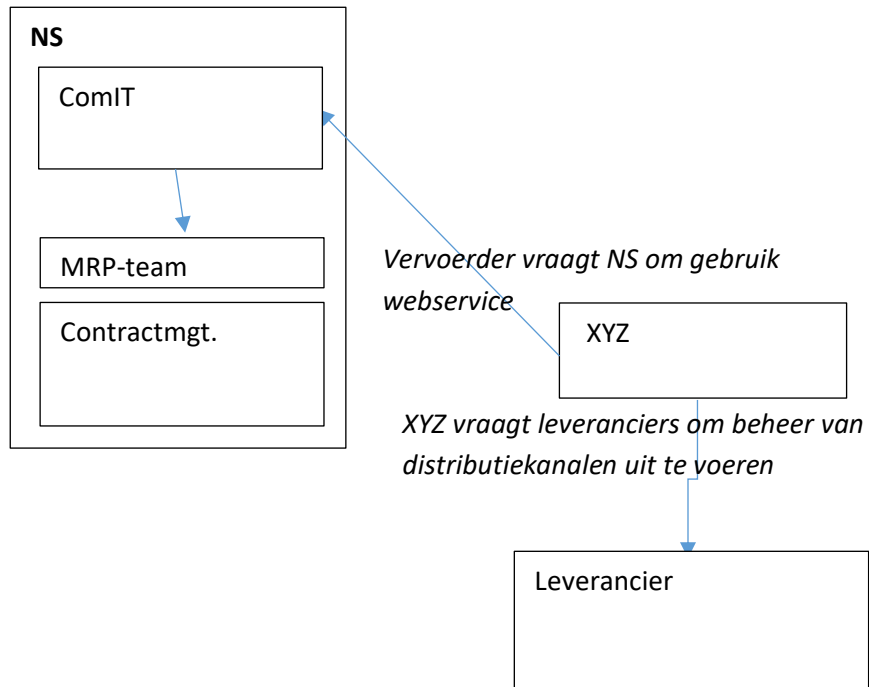 NS
ComIT
MRP-team
Contractmgt.
Vervoerder vraagt NS om gebruik
webservice
XYZ
XYZ vraagt leveranciers om beheer van
distributiekanalen uit te voeren
Leverancier